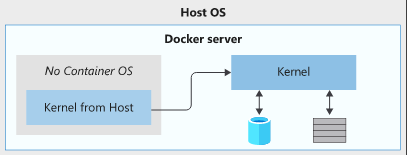 Host OS
Docker server
No Container OS
Kernel from Host
Kernel